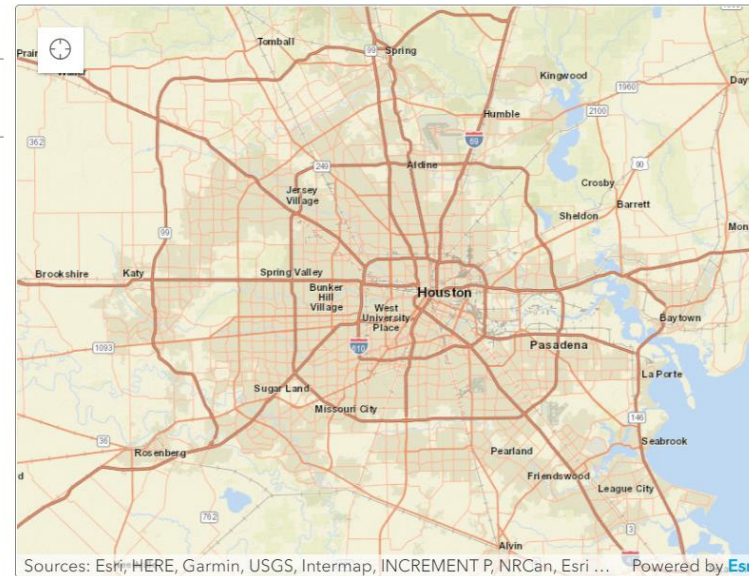 Tomball
99
Spring
Kingwood
1960
2100
Humble
362
69
249
Aldine
90
Jersey
Village
Crosby
Barrett
Sheldon
99
Brookshire
Katy
Spring Valley
Bunker
Hill
Village
West
University
Place
Houston
Baytown
610
Pasadena
1093
La Porte
Sugar Land
Missouri City
146
36
Rosenberg
Seabrook
Pearland
Friendswood
League City
762
3
Alvin
Sources: Esri, HERE, Garmin, USGS, Intermap, INCREMENT P, NRCan, Esri ...
Powered by Esri